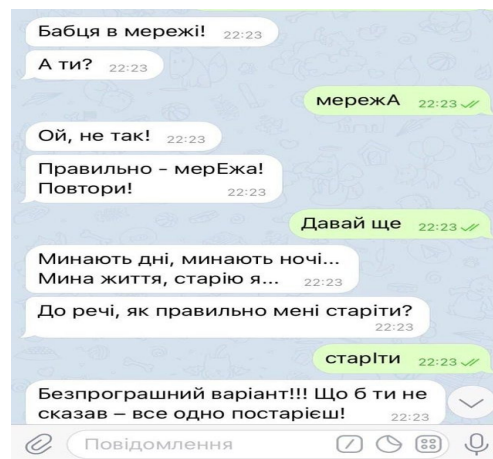 Бабця в мережі! 22:23
А ти? 22:23
мережА 22:23
Ой, не так! 22:23
Правильно - мерЕжа!
Повтори! 22:23
Давай ще 22:23
Минають дні, минають ночі...
Мина життя, старію я... 22:23
До речі, як правильно мені старіти?
22:23
старІти 22:23
Безпрограшний варіант!!! Що б ти не
сказав – все одно постарієш! 22:23
Повідомлення